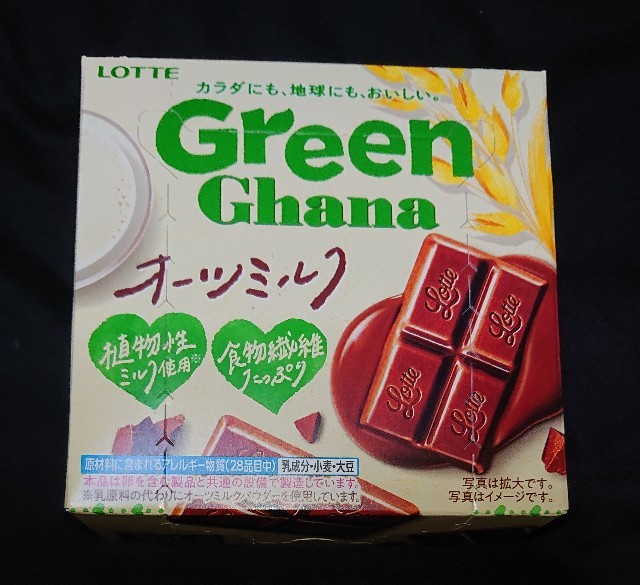 LOTTE
カラダにも、地球にも、おいしい。
Green
Ghana
オーツミルク
植物性
ミルク使用※
食物繊維
たっぷり
Lotte
Lotte
Lotte
Lotte
原材料に含まれるアレルギー物質(28品目中) 乳成分・小麦・大豆
本品は卵を含む製品と共通の設備で製造しています。
※乳原料の代わりにオーツミルクパウダーを使用しています。
写真は拡大です。
写真はイメージです。